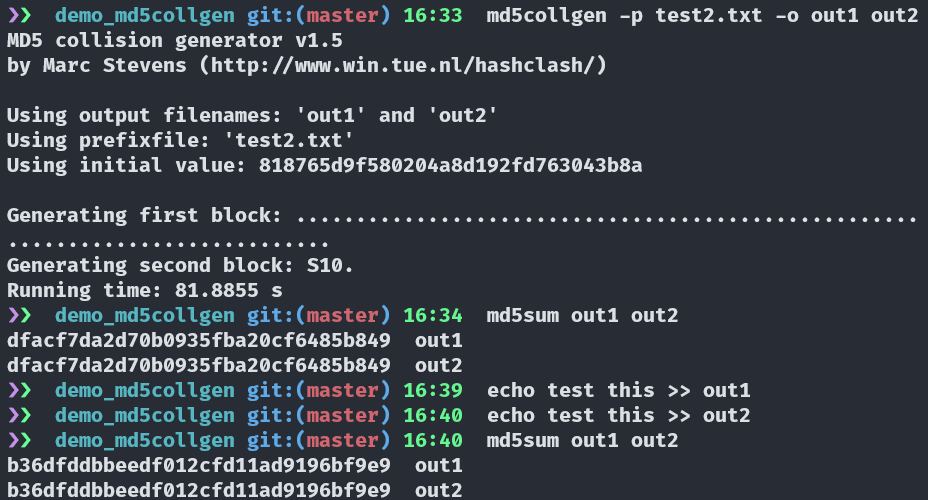 ❯❯ demo_md5collgen git:(master) 16:33 md5collgen -p test2.txt -o out1 out2
MD5 collision generator v1.5
by Marc Stevens (http://www.win.tue.nl/hashclash/)
Using output filenames: 'out1' and 'out2'
Using prefixfile: 'test2.txt'
Using initial value: 818765d9f580204a8d192fd763043b8a
Generating first block: ....................................................
...........................
Generating second block: S10.
Running time: 81.8855 s
❯❯ demo_md5collgen git:(master) 16:34 md5sum out1 out2
dfacf7da2d70b0935fba20cf6485b849 out1
dfacf7da2d70b0935fba20cf6485b849 out2
❯❯ demo_md5collgen git:(master) 16:39 echo test this >> out1
❯❯ demo_md5collgen git:(master) 16:40 echo test this >> out2
❯❯ demo_md5collgen git:(master) 16:40 md5sum out1 out2
b36dfddbbeedf012cfd11ad9196bf9e9 out1
b36dfddbbeedf012cfd11ad9196bf9e9 out2